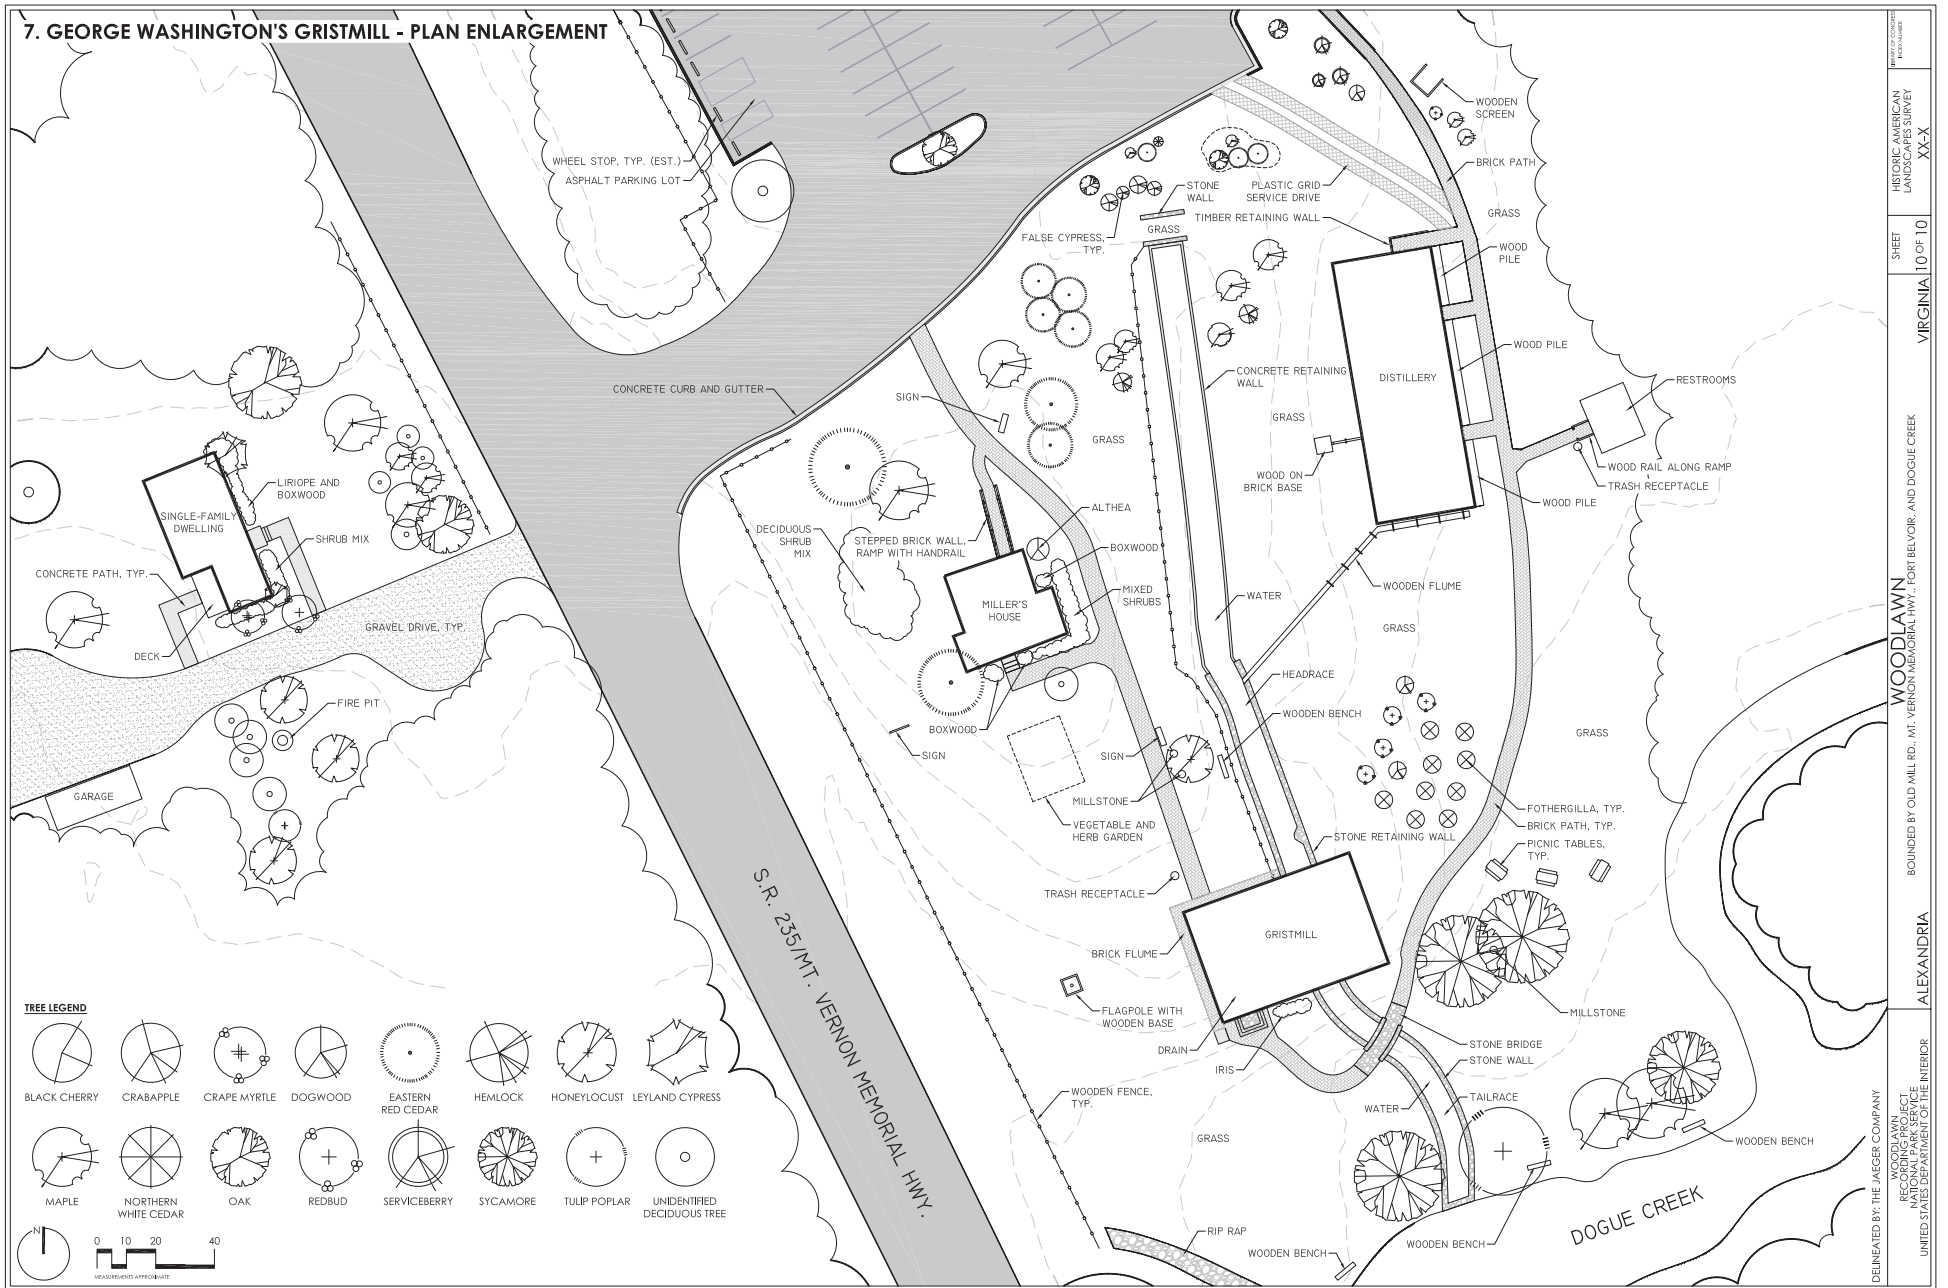 7. GEORGE WASHINGTON'S GRISTMILL - PLAN ENLARGEMENT
WHEEL STOP, TYP. (EST.)
ASPHALT PARKING LOT
WOODEN
SCREEN
BRICK PATH
STONE
WALL
PLASTIC GRID
SERVICE DRIVE
TIMBER RETAINING WALL
GRASS
GRASS
FALSE CYPRESS,
TYP.
WOOD
PILE
WOOD PILE
CONCRETE RETAINING
WALL
DISTILLERY
RESTROOMS
CONCRETE CURB AND GUTTER
SIGN
GRASS
GRASS
WOOD ON
BRICK BASE
WOOD RAIL ALONG RAMP
TRASH RECEPTACLE
WOOD PILE
LIRIOPE AND
BOXWOOD
SINGLE-FAMILY
DWELLING
SHRUB MIX
CONCRETE PATH, TYP.
DECK
GRAVEL DRIVE, TYP.
FIRE PIT
GARAGE
DECIDUOUS
SHRUB
MIX
STEPPED BRICK WALL,
RAMP WITH HANDRAIL
ALTHEA
BOXWOOD
MILLER'S
HOUSE
MIXED
SHRUBS
WATER
WOODEN FLUME
GRASS
HEADRACE
WOODEN BENCH
BOXWOOD
SIGN
SIGN
MILLSTONE
VEGETABLE AND
HERB GARDEN
GRASS
FOTHERGILLA, TYP.
BRICK PATH, TYP.
STONE RETAINING WALL
PICNIC TABLES,
TYP.
TRASH RECEPTACLE
GRISTMILL
BRICK FLUME
FLAGPOLE WITH
WOODEN BASE
DRAIN
IRIS
MILLSTONE
STONE BRIDGE
STONE WALL
WOODEN FENCE,
TYP.
WATER
TAILRACE
GRASS
WOODEN BENCH
RIP RAP
WOODEN BENCH
WOODEN BENCH
DOGUE CREEK
S.R. 235/MT. VERNON MEMORIAL HWY.
TREE LEGEND
BLACK CHERRY
CRABAPPLE
CRAPE MYRTLE
DOGWOOD
EASTERN
RED CEDAR
HEMLOCK
HONEYLOCUST
LEYLAND CYPRESS
MAPLE
NORTHERN
WHITE CEDAR
OAK
REDBUD
SERVICEBERRY
SYCAMORE
TULIP POPLAR
UNIDENTIFIED
DECIDUOUS TREE
N
0 10 20 40
MEASUREMENTS APPROXIMATE
LIBRARY OF CONGRESS
INDEX NUMBER
HISTORIC AMERICAN
LANDSCAPES SURVEY
XX-X
SHEET
10 OF 10
VIRGINIA
WOODLAWN
BOUNDED BY OLD MILL RD., MT. VERNON MEMORIAL HWY., FORT BELVOIR, AND DOGUE CREEK
ALEXANDRIA
DELINEATED BY: THE JAEGER COMPANY
WOODLAWN
RECORDING PROJECT
NATIONAL PARK SERVICE
UNITED STATES DEPARTMENT OF THE INTERIOR